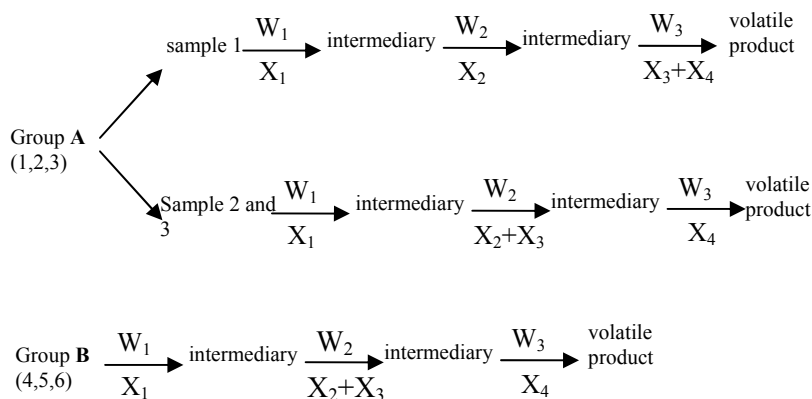 sample 1 W₁ X₁ intermediary W₂ X₂ intermediary W₃ X₃+X₄ volatile product
Group A
(1,2,3)
Sample 2 and 3 W₁ X₁ intermediary W₂ X₂+X₃ intermediary W₃ X₄ volatile product
Group B
(4,5,6)
W₁ X₁ intermediary W₂ X₂+X₃ intermediary W₃ X₄ volatile product